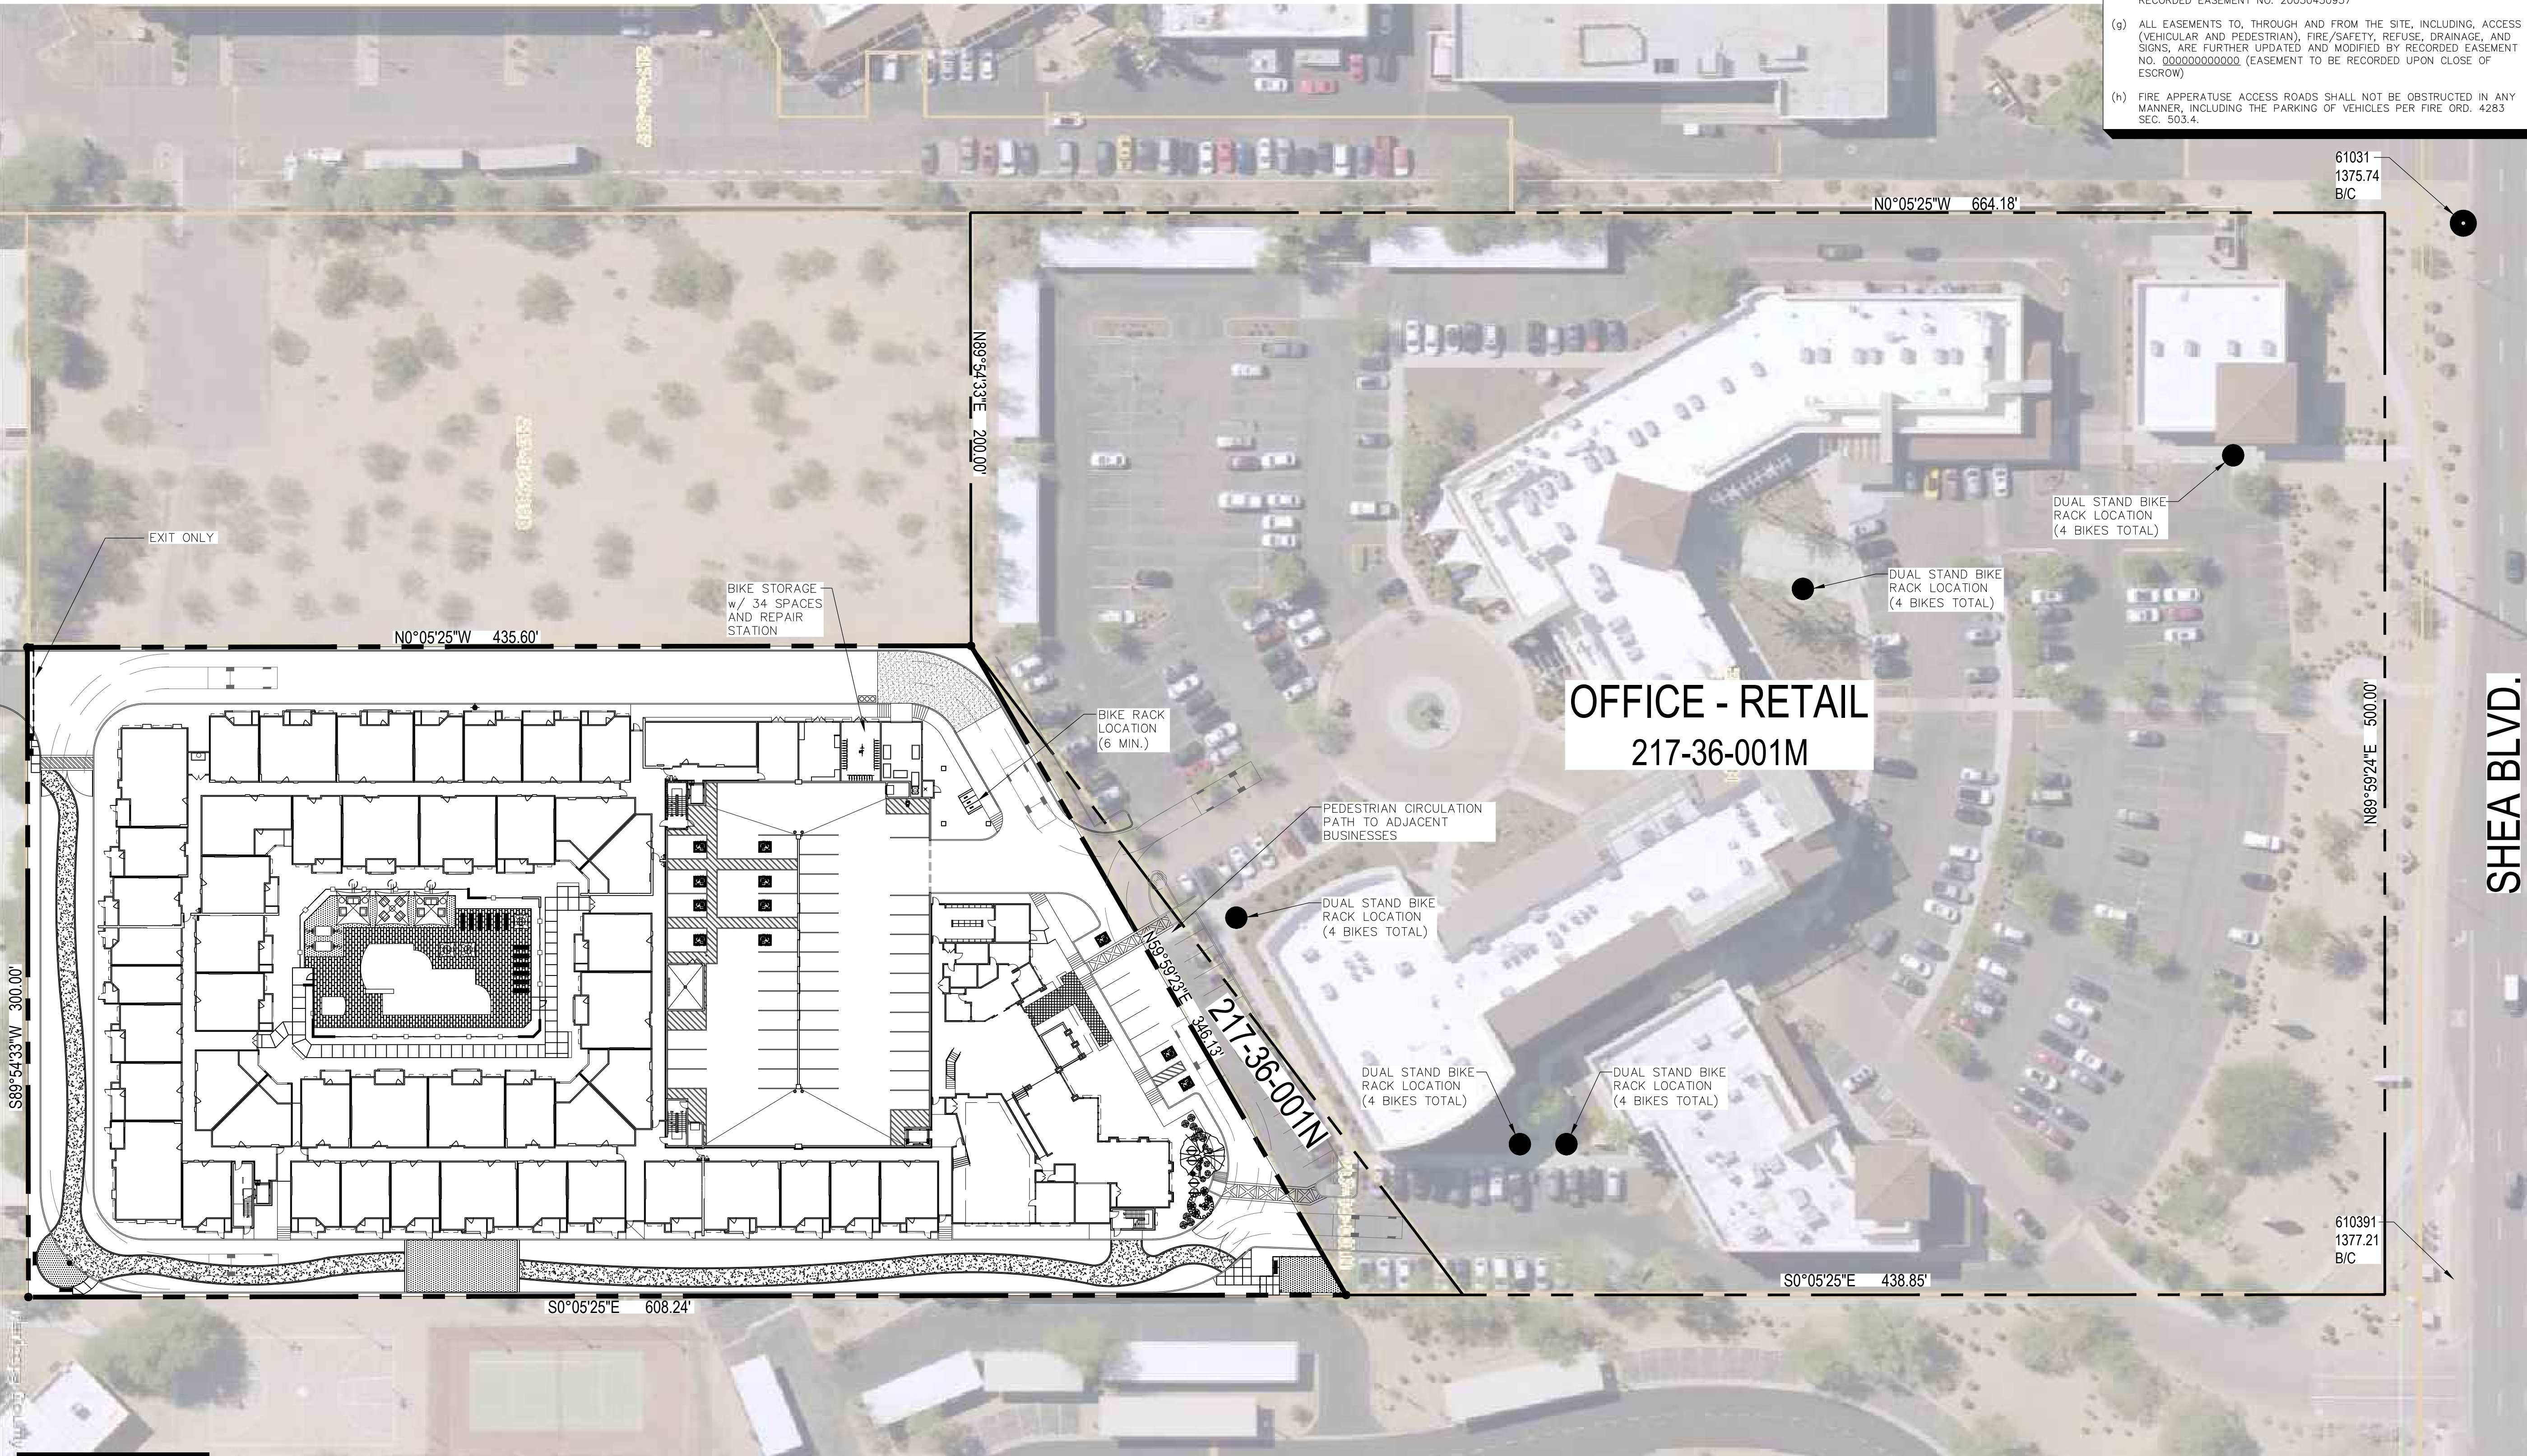 RECORDED EASEMENT NO. 20050430957
(g) ALL EASEMENTS TO, THROUGH AND FROM THE SITE, INCLUDING, ACCESS
(VEHICULAR AND PEDESTRIAN), FIRE/SAFETY, REFUSE, DRAINAGE, AND
SIGNS, ARE FURTHER UPDATED AND MODIFIED BY RECORDED EASEMENT
NO. 000000000000 (EASEMENT TO BE RECORDED UPON CLOSE OF
ESCROW)
(h) FIRE APPERATUSE ACCESS ROADS SHALL NOT BE OBSTRUCTED IN ANY
MANNER, INCLUDING THE PARKING OF VEHICLES PER FIRE ORD. 4283
SEC. 503.4.
61031
1375.74
B/C
N0°05'25"W 664.18'
N89°54'33"E 200.00'
DUAL STAND BIKE
RACK LOCATION
(4 BIKES TOTAL)
EXIT ONLY
DUAL STAND BIKE
RACK LOCATION
(4 BIKES TOTAL)
BIKE STORAGE
w/ 34 SPACES
AND REPAIR
STATION
N0°05'25"W 435.60'
OFFICE - RETAIL
217-36-001M
N89°59'24"E 500.00'
SHEA BLVD.
BIKE RACK
LOCATION
(6 MIN.)
PEDESTRIAN CIRCULATION
PATH TO ADJACENT
BUSINESSES
DUAL STAND BIKE
RACK LOCATION
(4 BIKES TOTAL)
N59°59'23"E 346.13'
217-36-001N
S89°54'33"W 300.00'
DUAL STAND BIKE
RACK LOCATION
(4 BIKES TOTAL)
DUAL STAND BIKE
RACK LOCATION
(4 BIKES TOTAL)
610391
1377.21
B/C
S0°05'25"E 438.85'
S0°05'25"E 608.24'